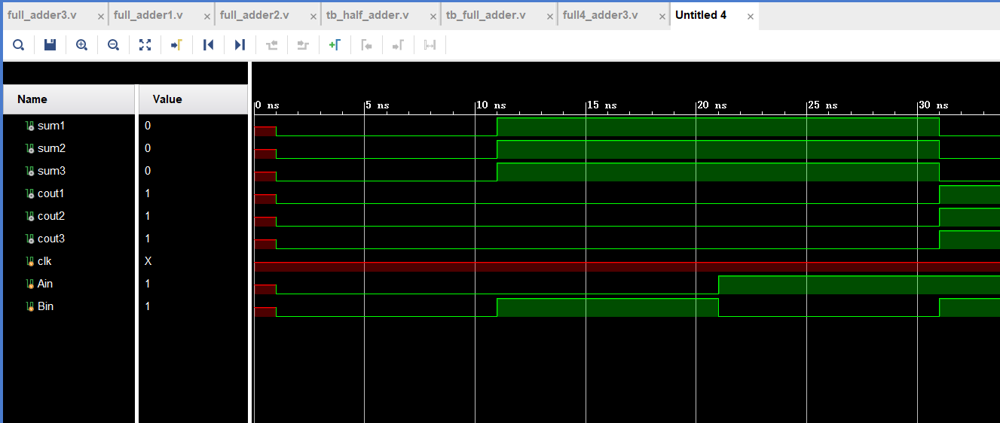 full_adder3.v × full_adder1.v × full_adder2.v × tb_half_adder.v × tb_full_adder.v × full4_adder3.v × Untitled 4 ×
Name Value
0 ns 5 ns 10 ns 15 ns 20 ns 25 ns 30 ns
sum1 0
sum2 0
sum3 0
cout1 1
cout2 1
cout3 1
clk X
Ain 1
Bin 1